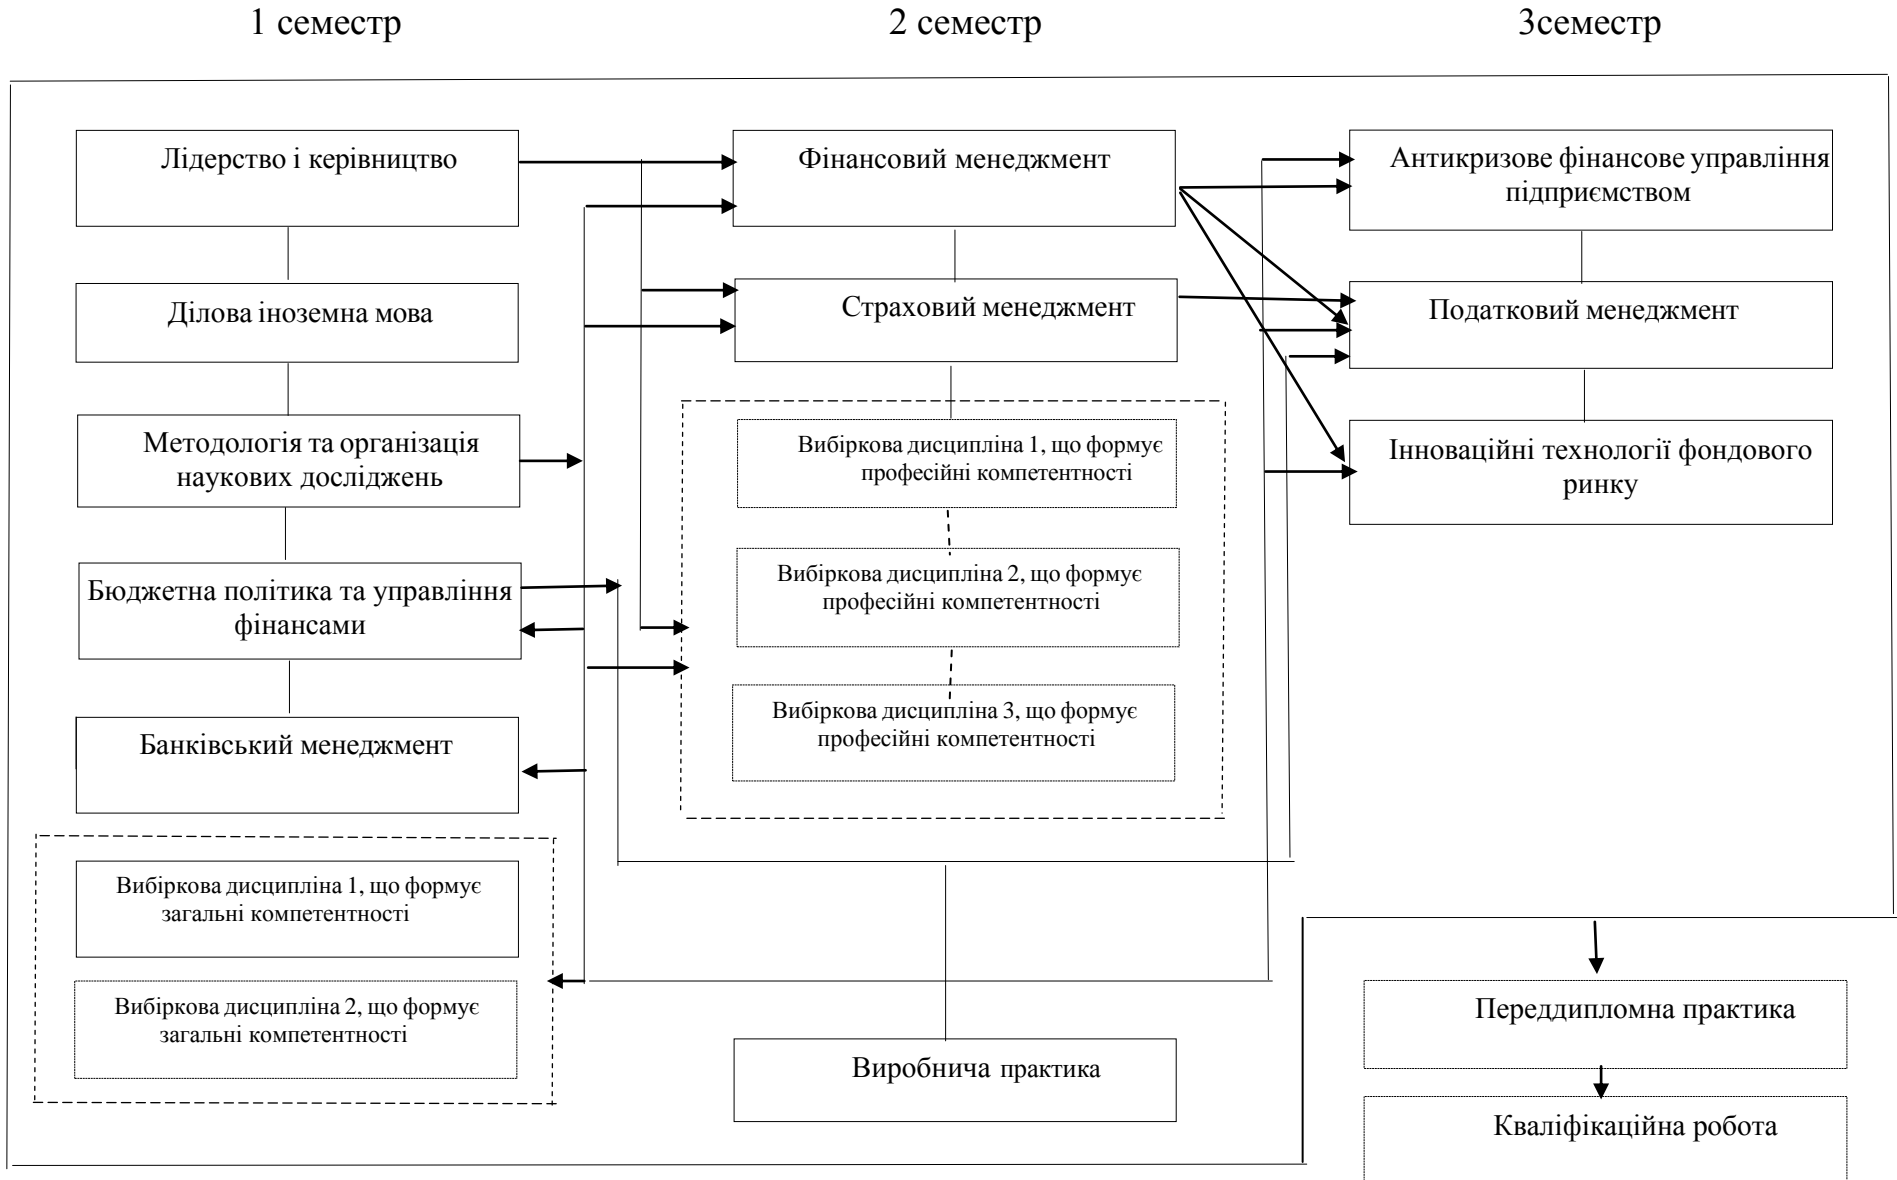 1 семестр
2 семестр
3семестр
Лідерство і керівництво
Ділова іноземна мова
Методологія та організація
наукових досліджень
Бюджетна політика та управління
фінансами
Банківський менеджмент
Вибіркова дисципліна 1, що формує
загальні компетентності
Вибіркова дисципліна 2, що формує
загальні компетентності
Фінансовий менеджмент
Страховий менеджмент
Вибіркова дисципліна 1, що формує
професійні компетентності
Вибіркова дисципліна 2, що формує
професійні компетентності
Вибіркова дисципліна 3, що формує
професійні компетентності
Виробнича практика
Антикризове фінансове управління
підприємством
Податковий менеджмент
Інноваційні технології фондового
ринку
Переддипломна практика
Кваліфікаційна робота